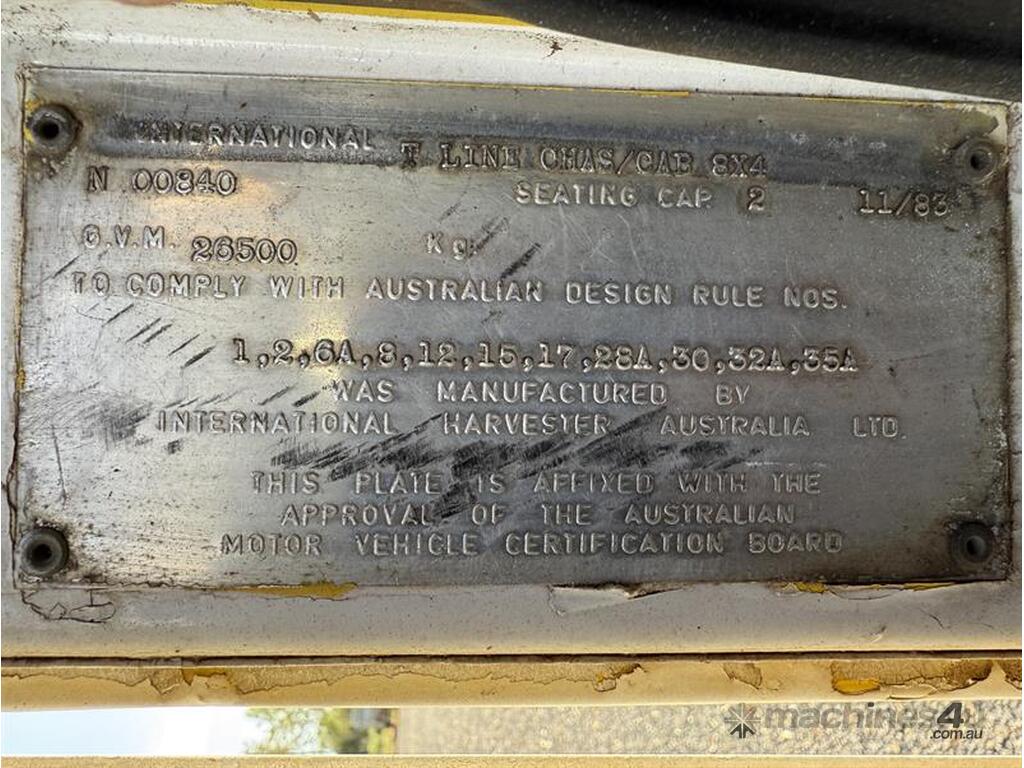 INTERNATIONAL T LINE CHAS/CAB 8X4
N 00840 SEATING CAP. 2 11/83
G.V.M. 26500 Kg
TO COMPLY WITH AUSTRALIAN DESIGN RULE NOS.
1,2,6A,8,12,15,17,28A,30,32A,35A
WAS MANUFACTURED BY
INTERNATIONAL HARVESTER AUSTRALIA LTD.
THIS PLATE IS AFFIXED WITH THE
APPROVAL OF THE AUSTRALIAN
MOTOR VEHICLE CERTIFICATION BOARD
machines4u
.com.au